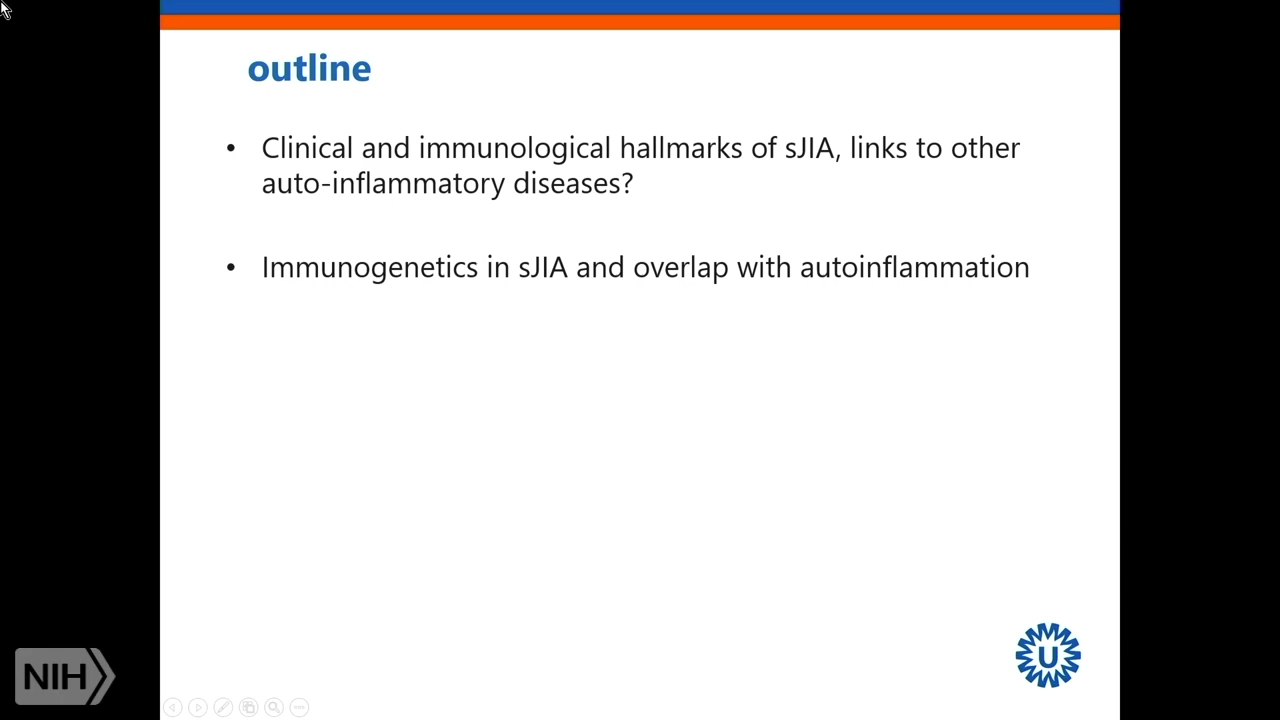 outline
• Clinical and immunological hallmarks of sJIA, links to other
auto-inflammatory diseases?
• Immunogenetics in sJIA and overlap with autoinflammation
U
NIH